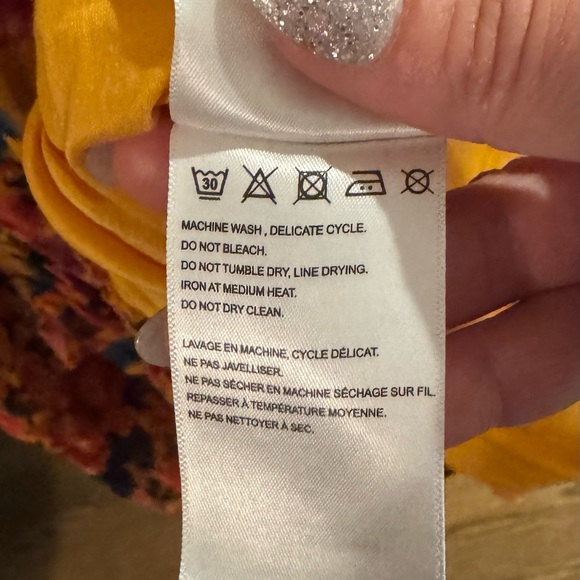 30
MACHINE WASH , DELICATE CYCLE.
DO NOT BLEACH.
DO NOT TUMBLE DRY, LINE DRYING.
IRON AT MEDIUM HEAT.
DO NOT DRY CLEAN.
LAVAGE EN MACHINE, CYCLE DÉLICAT.
NE PAS JAVELLISER.
NE PAS SÉCHER EN MACHINE SÉCHAGE SUR FIL.
REPASSER À TEMPÉRATURE MOYENNE.
NE PAS NETTOYER À SEC.